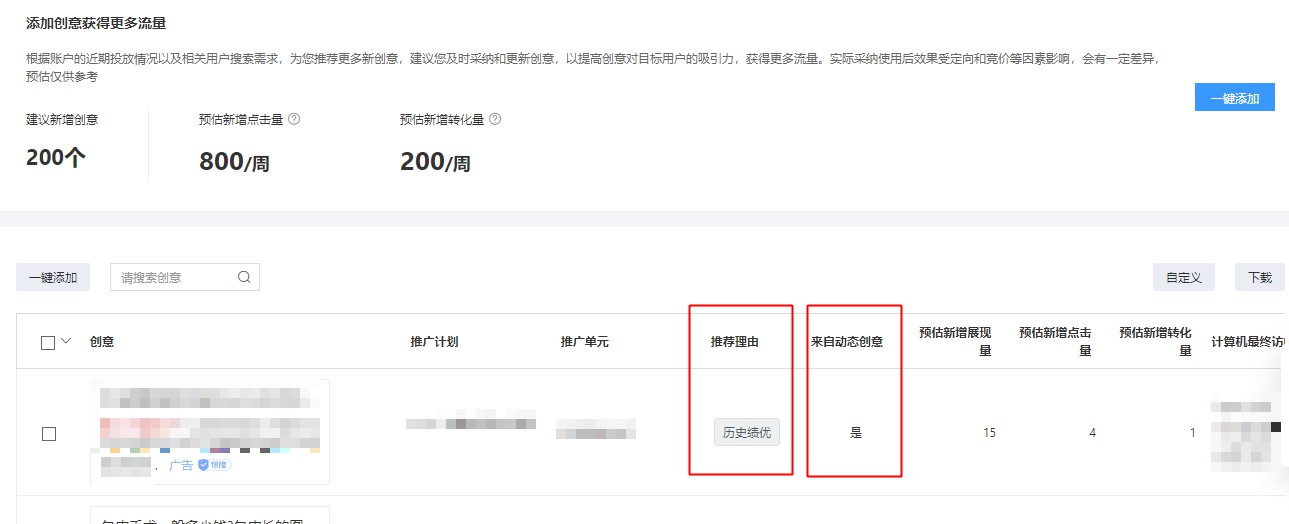 添加创意获得更多流量
根据账户的近期投放情况以及相关用户搜索需求，为您推荐更多新创意，建议您及时采纳和更新创意，以提高创意对目标用户的吸引力，获得更多流量。实际采纳使用后效果受定向和竞价等因素影响，会有一定差异，
预估仅供参考
一键添加
建议新增创意
预估新增点击量
预估新增转化量
200个
800/周
200/周
一键添加
请搜索创意
自定义
下载
创意
推广计划
推广单元
推荐理由
来自动态创意
预估新增展现
量
预估新增点击
量
预估新增转化
量
计算机最终访
历史绩优
是
15
4
1
广告
保障